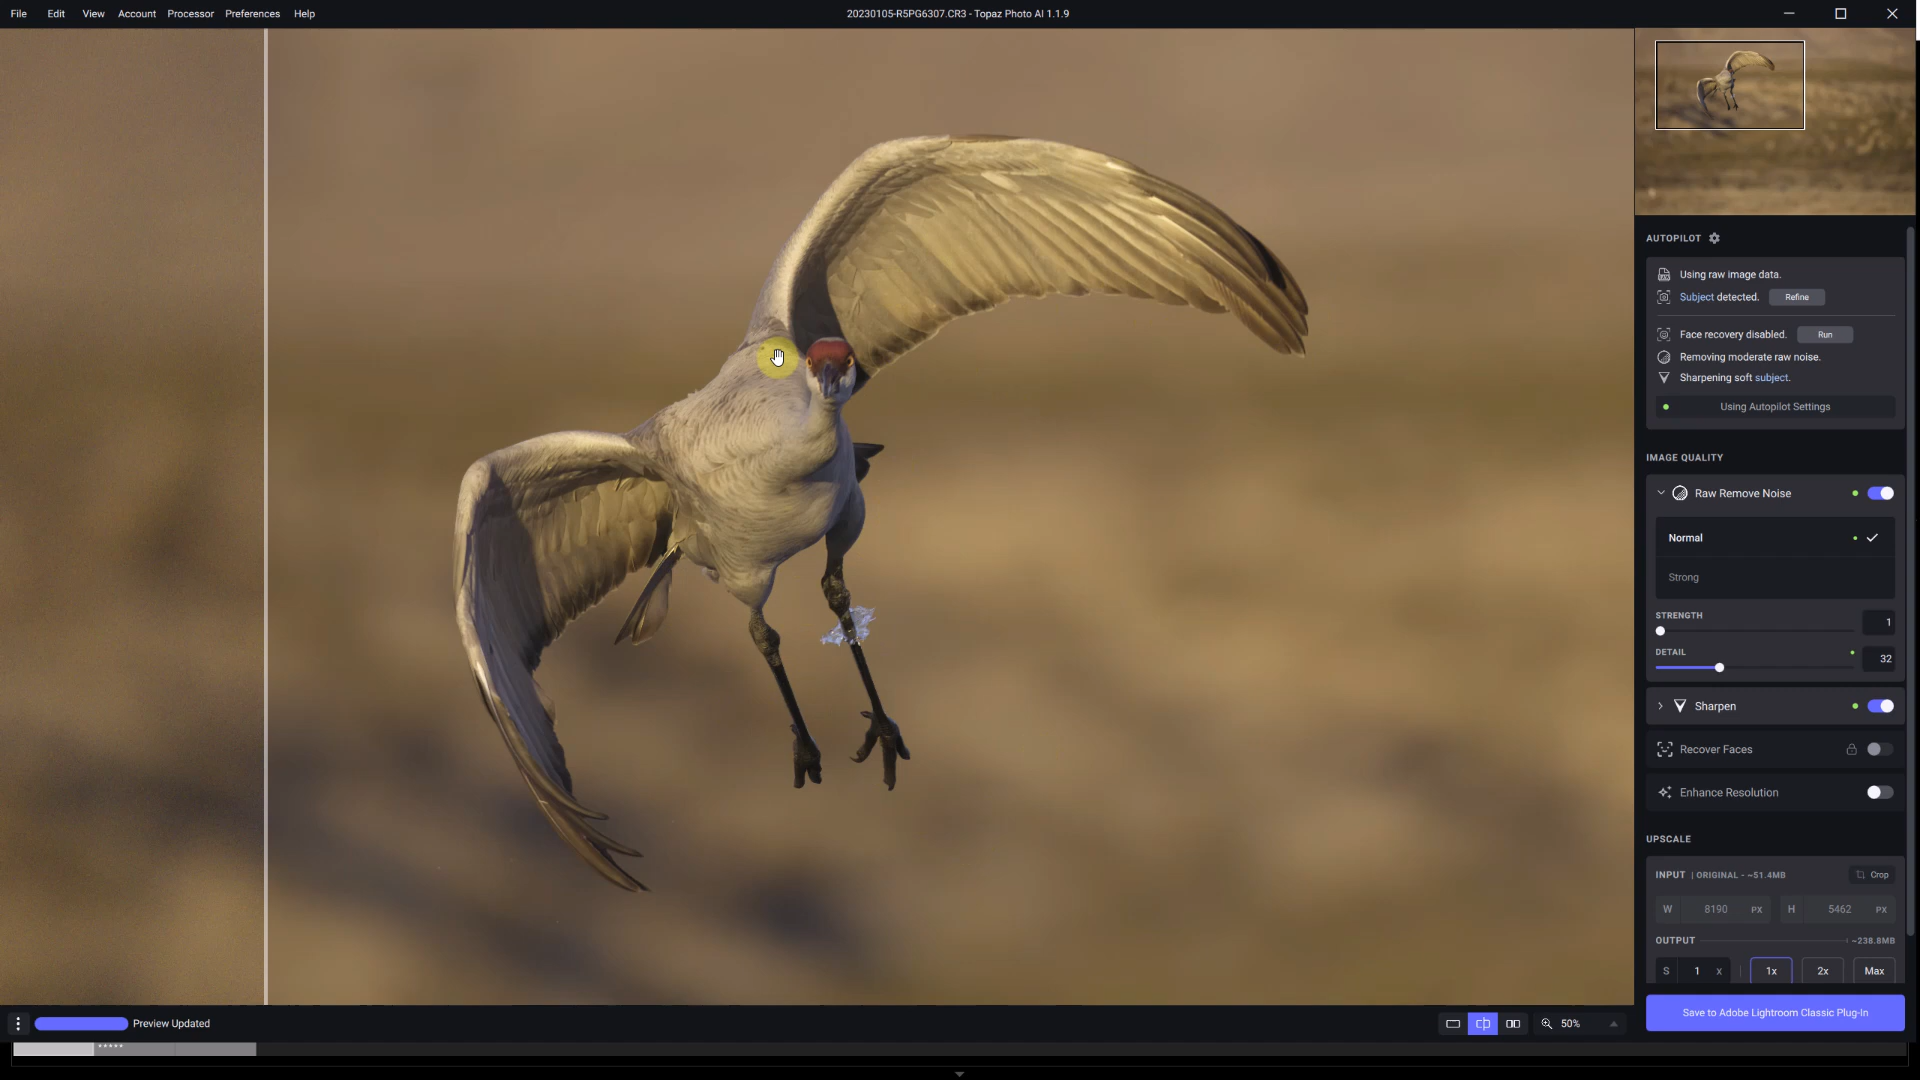 File Edit View Account Processor Preferences Help
20230105-R5PG6307.CR3 - Topaz Photo AI 1.1.9
AUTOPILOT
Using raw image data.
Subject detected. Refine
Face recovery disabled. Run
Removing moderate raw noise.
Sharpening soft subject.
Using Autopilot Settings
IMAGE QUALITY
Raw Remove Noise
Normal
Strong
STRENGTH 1
DETAIL 32
Sharpen
Recover Faces
Enhance Resolution
UPSCALE
INPUT | ORIGINAL - ~51.4MB Crop
W 8190 PX H 5462 PX
OUTPUT ~238.8MB
S 1 x 1x 2x Max
Save to Adobe Lightroom Classic Plug-In
Preview Updated
50%